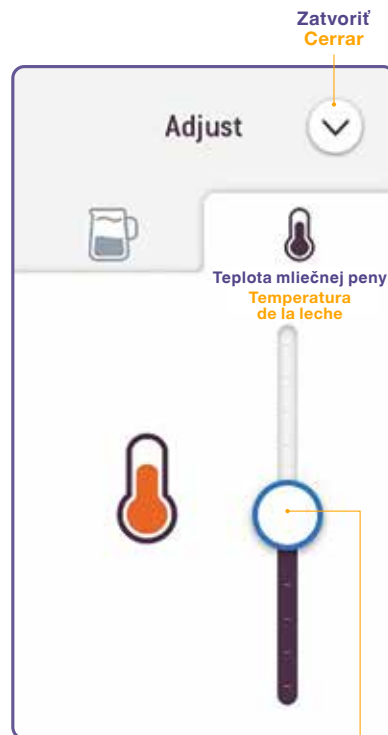 Zatvoriť
Cerrar
Adjust
Teplota mliečnej peny
Temperatura
de la leche